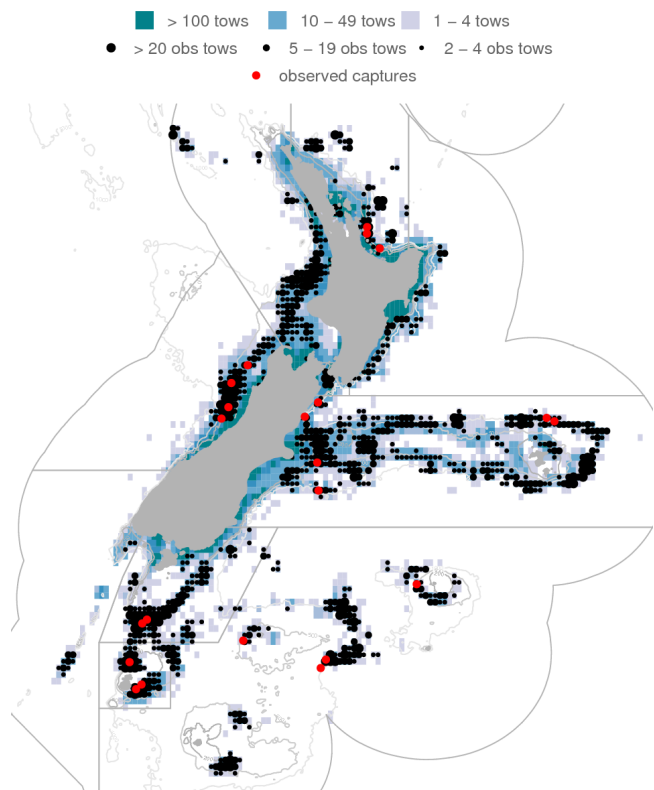 > 100 tows 10 − 49 tows 1 − 4 tows
> 20 obs tows 5 − 19 obs tows 2 − 4 obs tows
observed captures